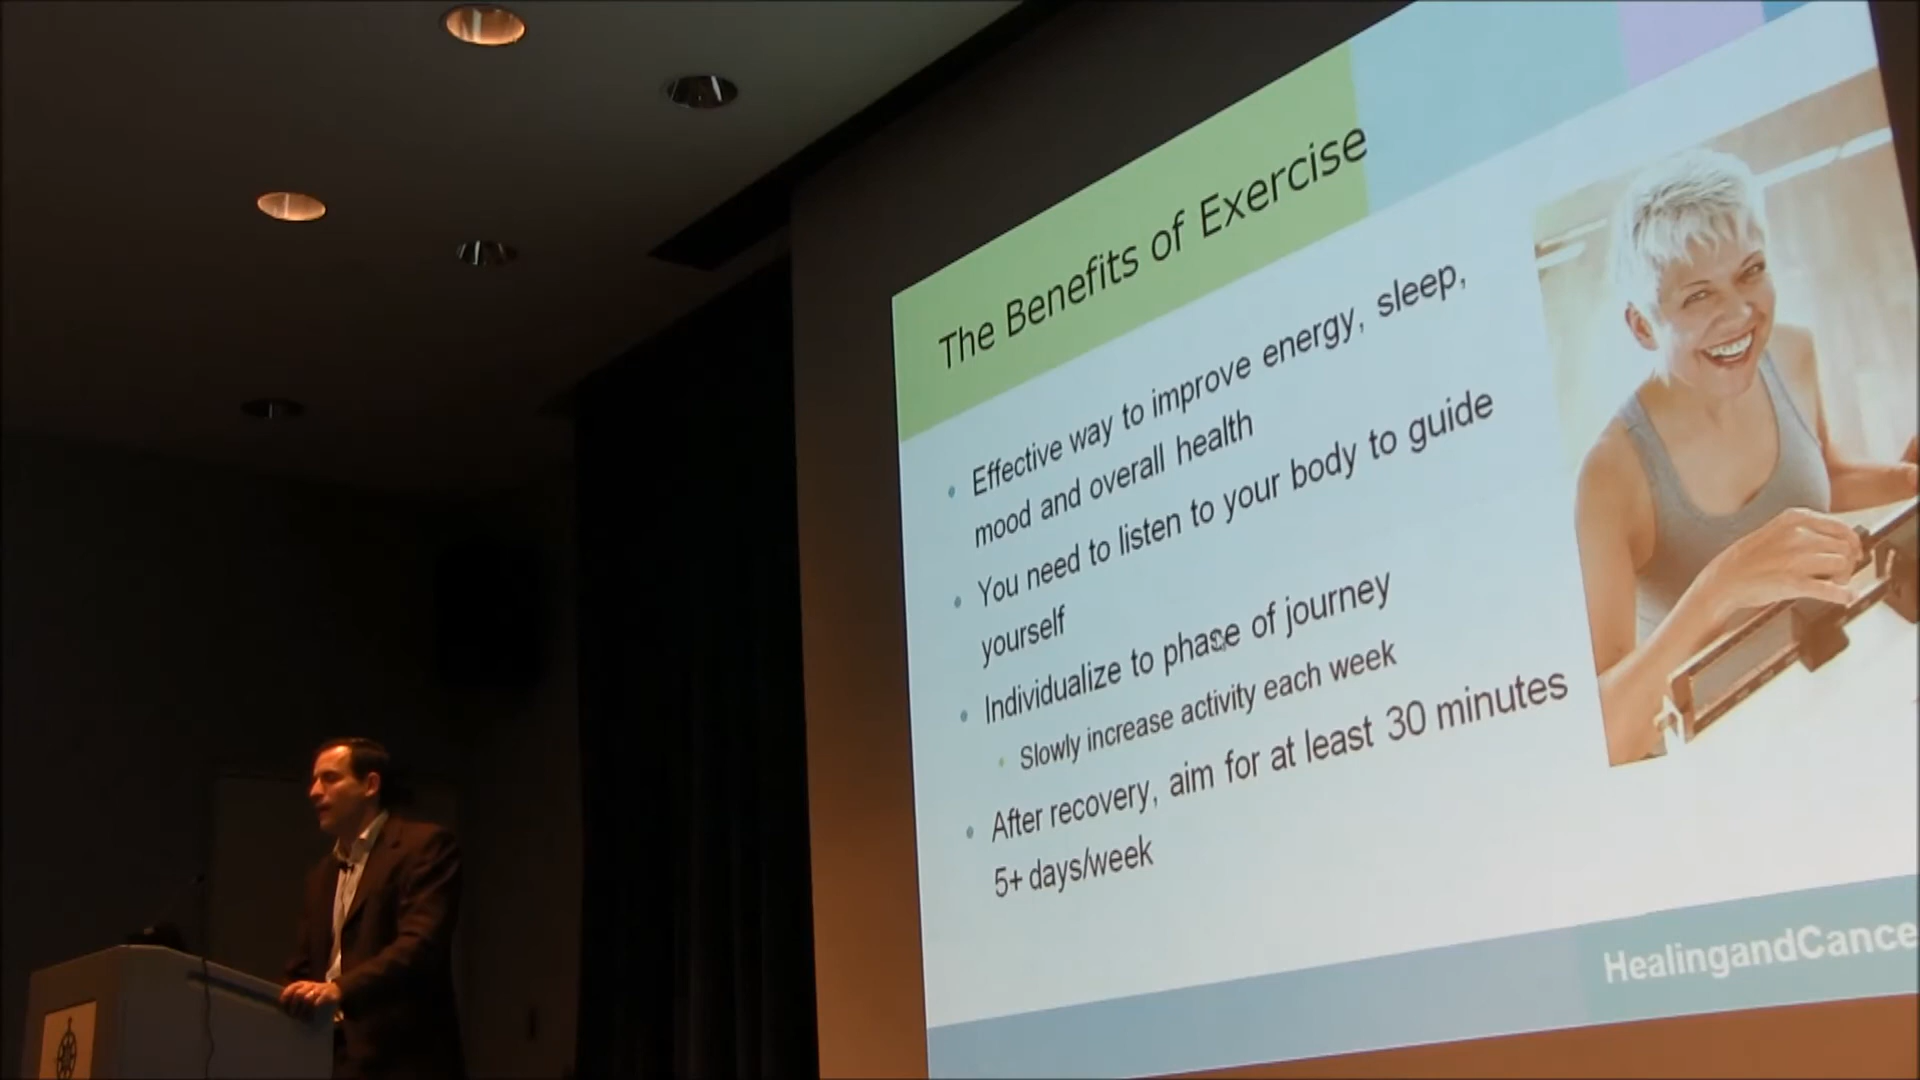 The Benefits of Exercise
Effective way to improve energy, sleep,
mood and overall health
You need to listen to your body to guide
yourself
Individualize to phase of journey
Slowly increase activity each week
After recovery, aim for at least 30 minutes
5+ days/week
HealingandCance